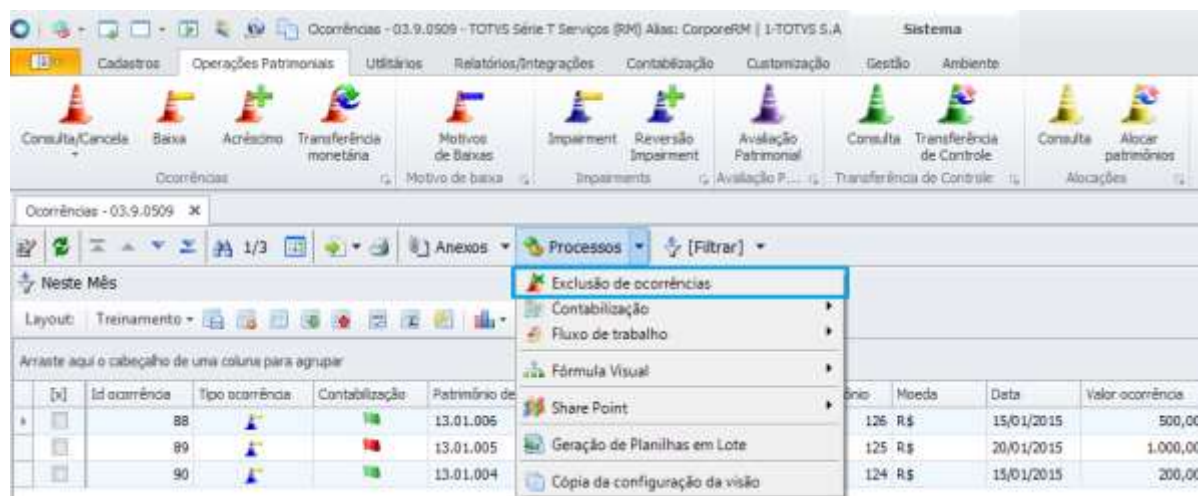 Ocorrências - 03.9.0509 - TOTVS Série T Serviços (RM) Alias: CorporeRM | 1-TOTVS S.A
Sistema
Cadastros Operações Patrimoniais Utilitários Relatórios/Integrações Contabilização Customização Gestão Ambiente
Consulta/Cancela Baixa Acréscimo Transferência monetária Motivos de Baixas Impairment Reversão Impairment Avaliação Patrimonial Consulta Transferência de Controle Consulta Alocar patrimônios
Ocorrências Motivo de baixa Impairments Avaliação P... Transferência de Controle Alocações
Ocorrências - 03.9.0509
1/3 Anexos Processos [Filtrar]
Neste Mês
Exclusão de ocorrências
Contabilização
Layout: Treinamento
Fluxo de trabalho
Arraste aqui o cabeçalho de uma coluna para agrupar
Fórmula Visual
[x] Id ocorrência Tipo ocorrência Contabilização Patrimônio de ônio Moeda Data Valor ocorrência
Share Point
88 13.01.006 126 R$ 15/01/2015 500,00
89 13.01.005 125 R$ 20/01/2015 1.000,00
Geração de Planilhas em Lote
90 13.01.004 124 R$ 15/01/2015 200,00
Cópia da configuração da visão